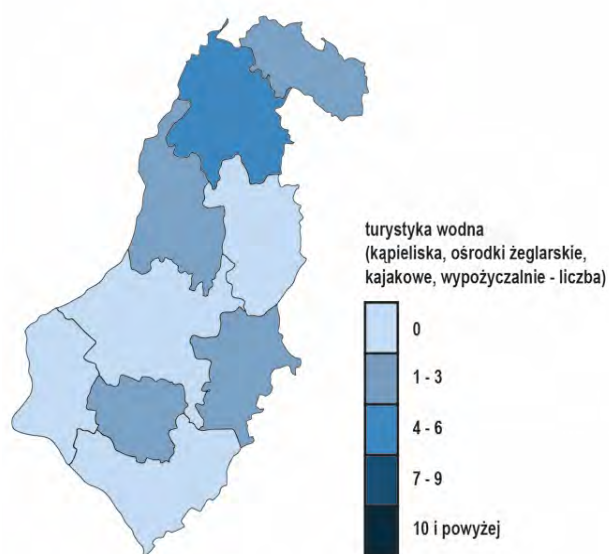 turystyka wodna
(kąpieliska, ośrodki żeglarskie,
kajakowe, wypożyczalnie - liczba)
0
1 - 3
4 - 6
7 - 9
10 i powyżej